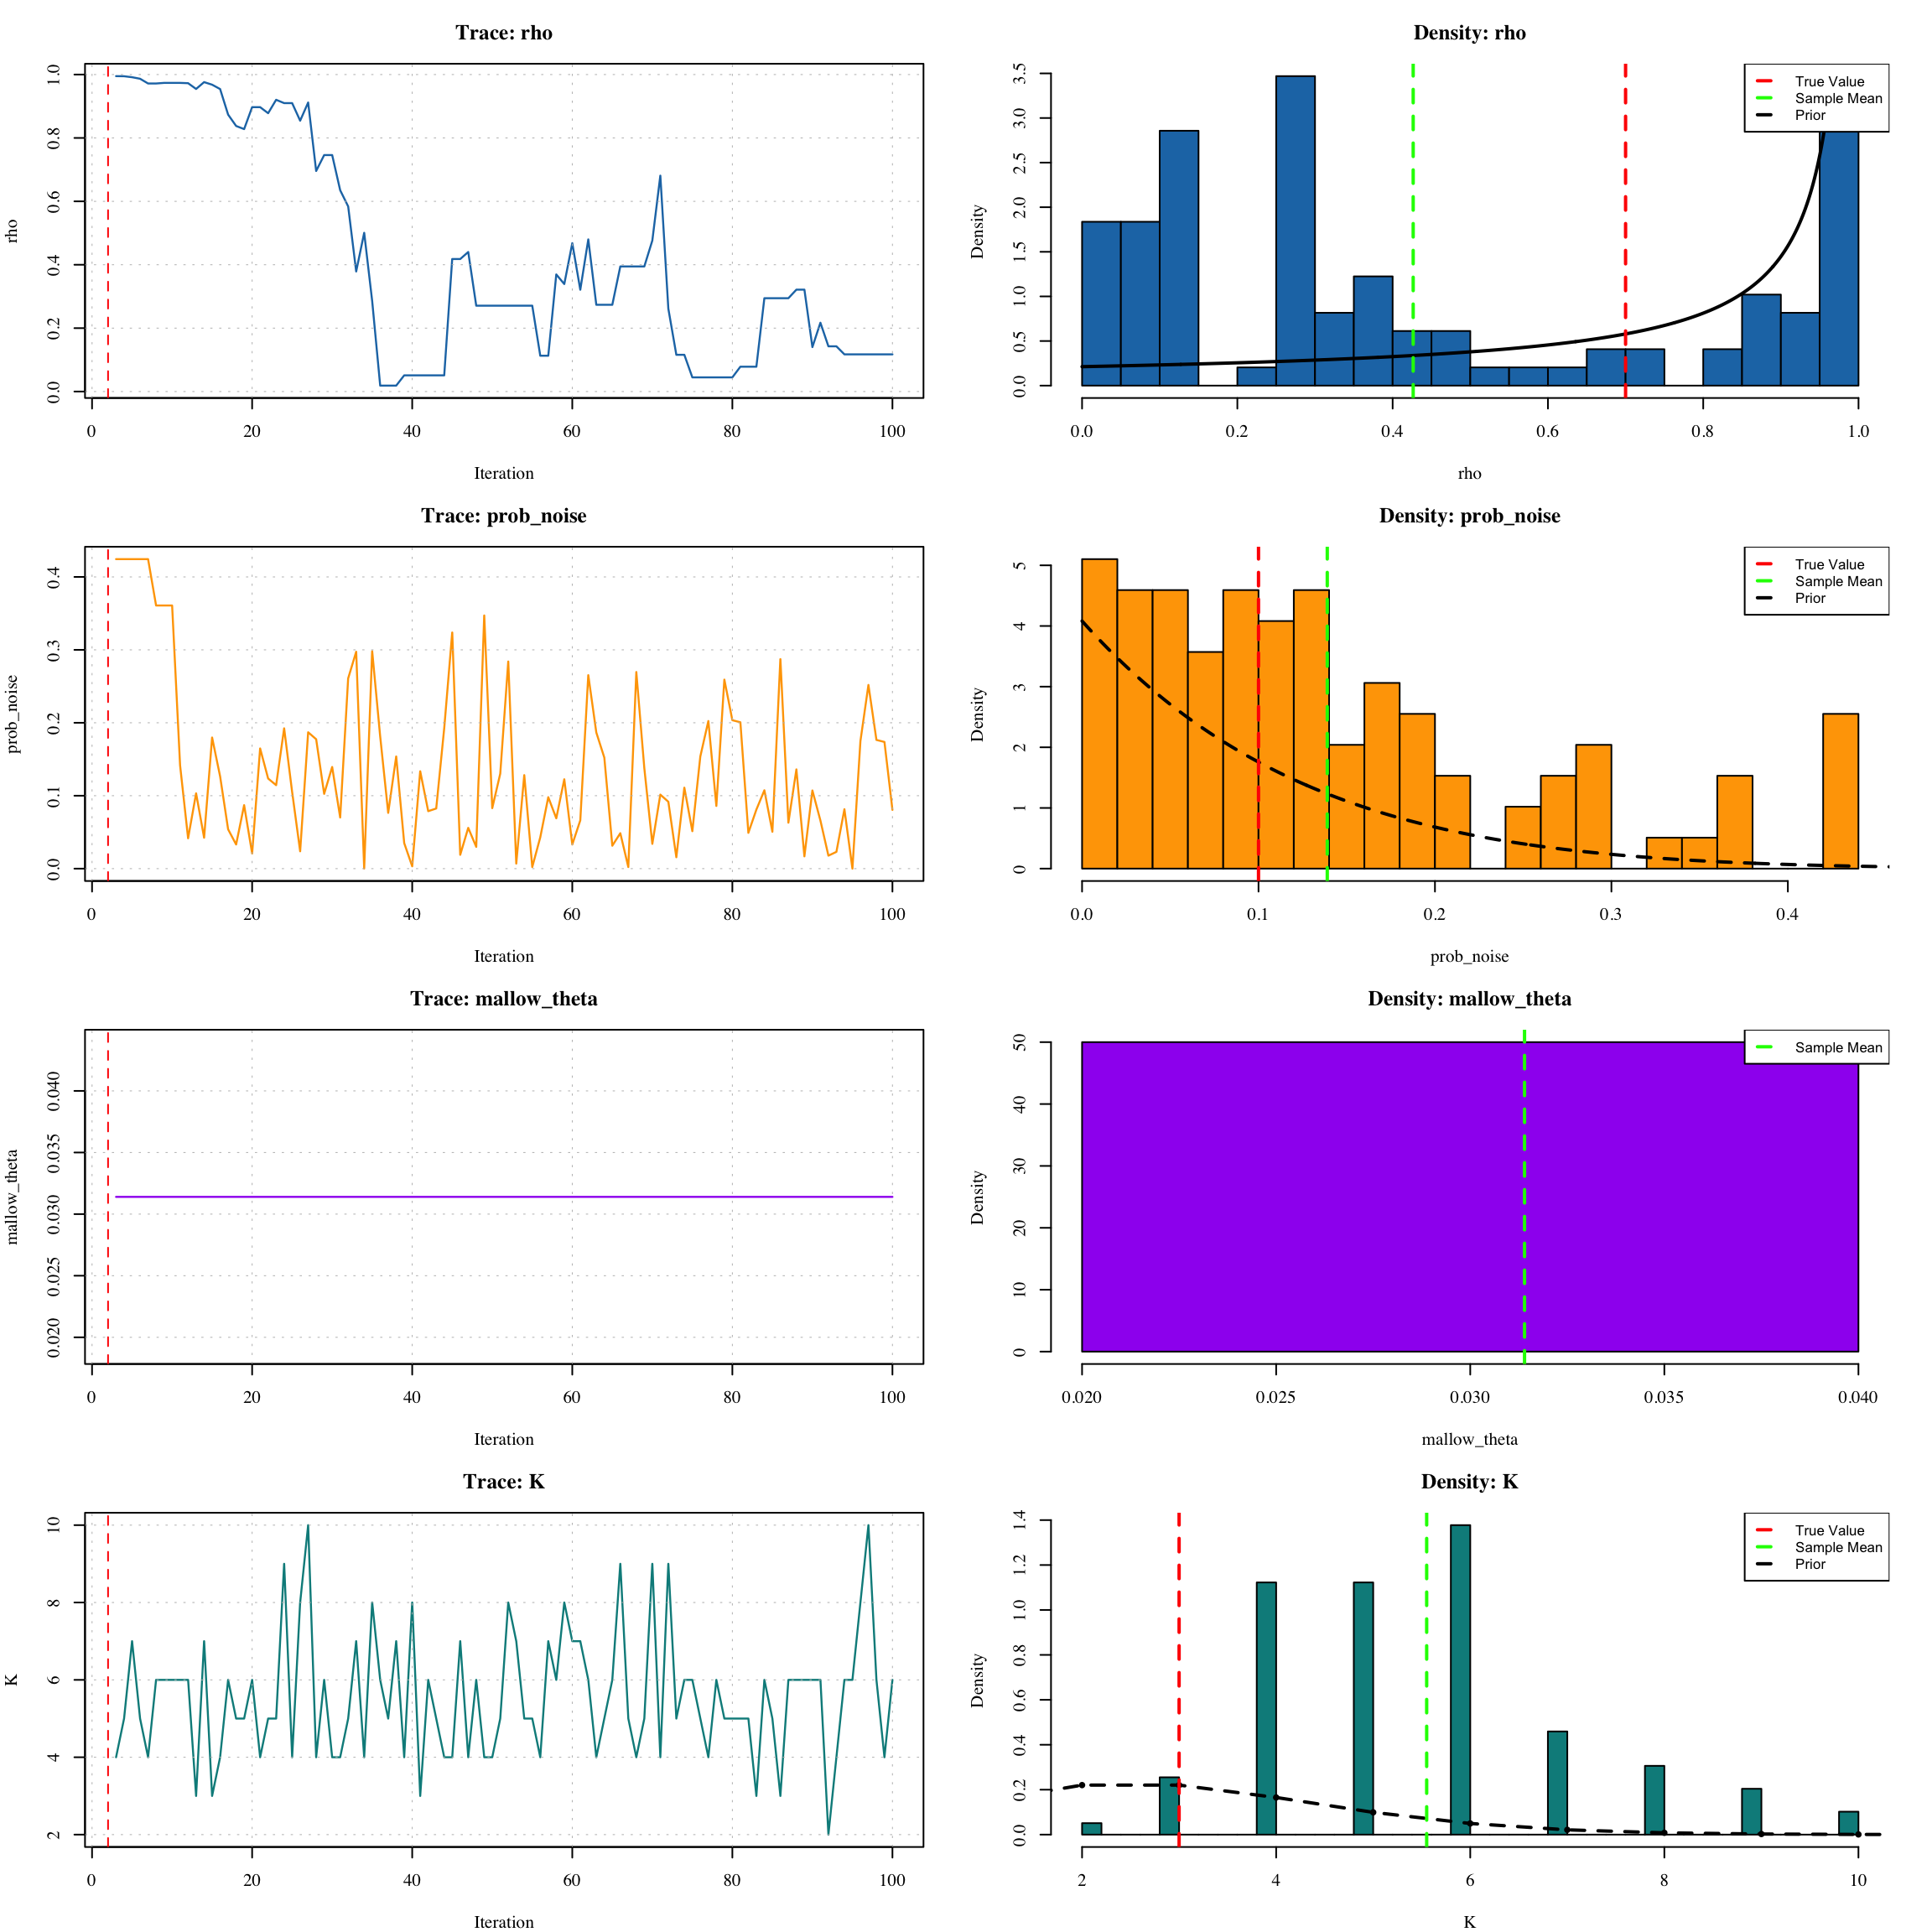 Trace: rho
rho
0.0 0.2 0.4 0.6 0.8 1.0
0 20 40 60 80 100
Iteration
Density: rho
Density
0.0 0.5 1.0 1.5 2.0 2.5 3.0 3.5
True Value
Sample Mean
Prior
0.0 0.2 0.4 0.6 0.8 1.0
rho
Trace: prob_noise
prob_noise
0.0 0.1 0.2 0.3 0.4
0 20 40 60 80 100
Iteration
Density: prob_noise
Density
0 1 2 3 4 5
True Value
Sample Mean
Prior
0.0 0.1 0.2 0.3 0.4
prob_noise
Trace: mallow_theta
mallow_theta
0.020 0.025 0.030 0.035 0.040
0 20 40 60 80 100
Iteration
Density: mallow_theta
Density
0 10 20 30 40 50
Sample Mean
0.020 0.025 0.030 0.035 0.040
mallow_theta
Trace: K
K
2 4 6 8 10
0 20 40 60 80 100
Iteration
Density: K
Density
0.0 0.2 0.4 0.6 0.8 1.0 1.2 1.4
True Value
Sample Mean
Prior
2 4 6 8 10
K